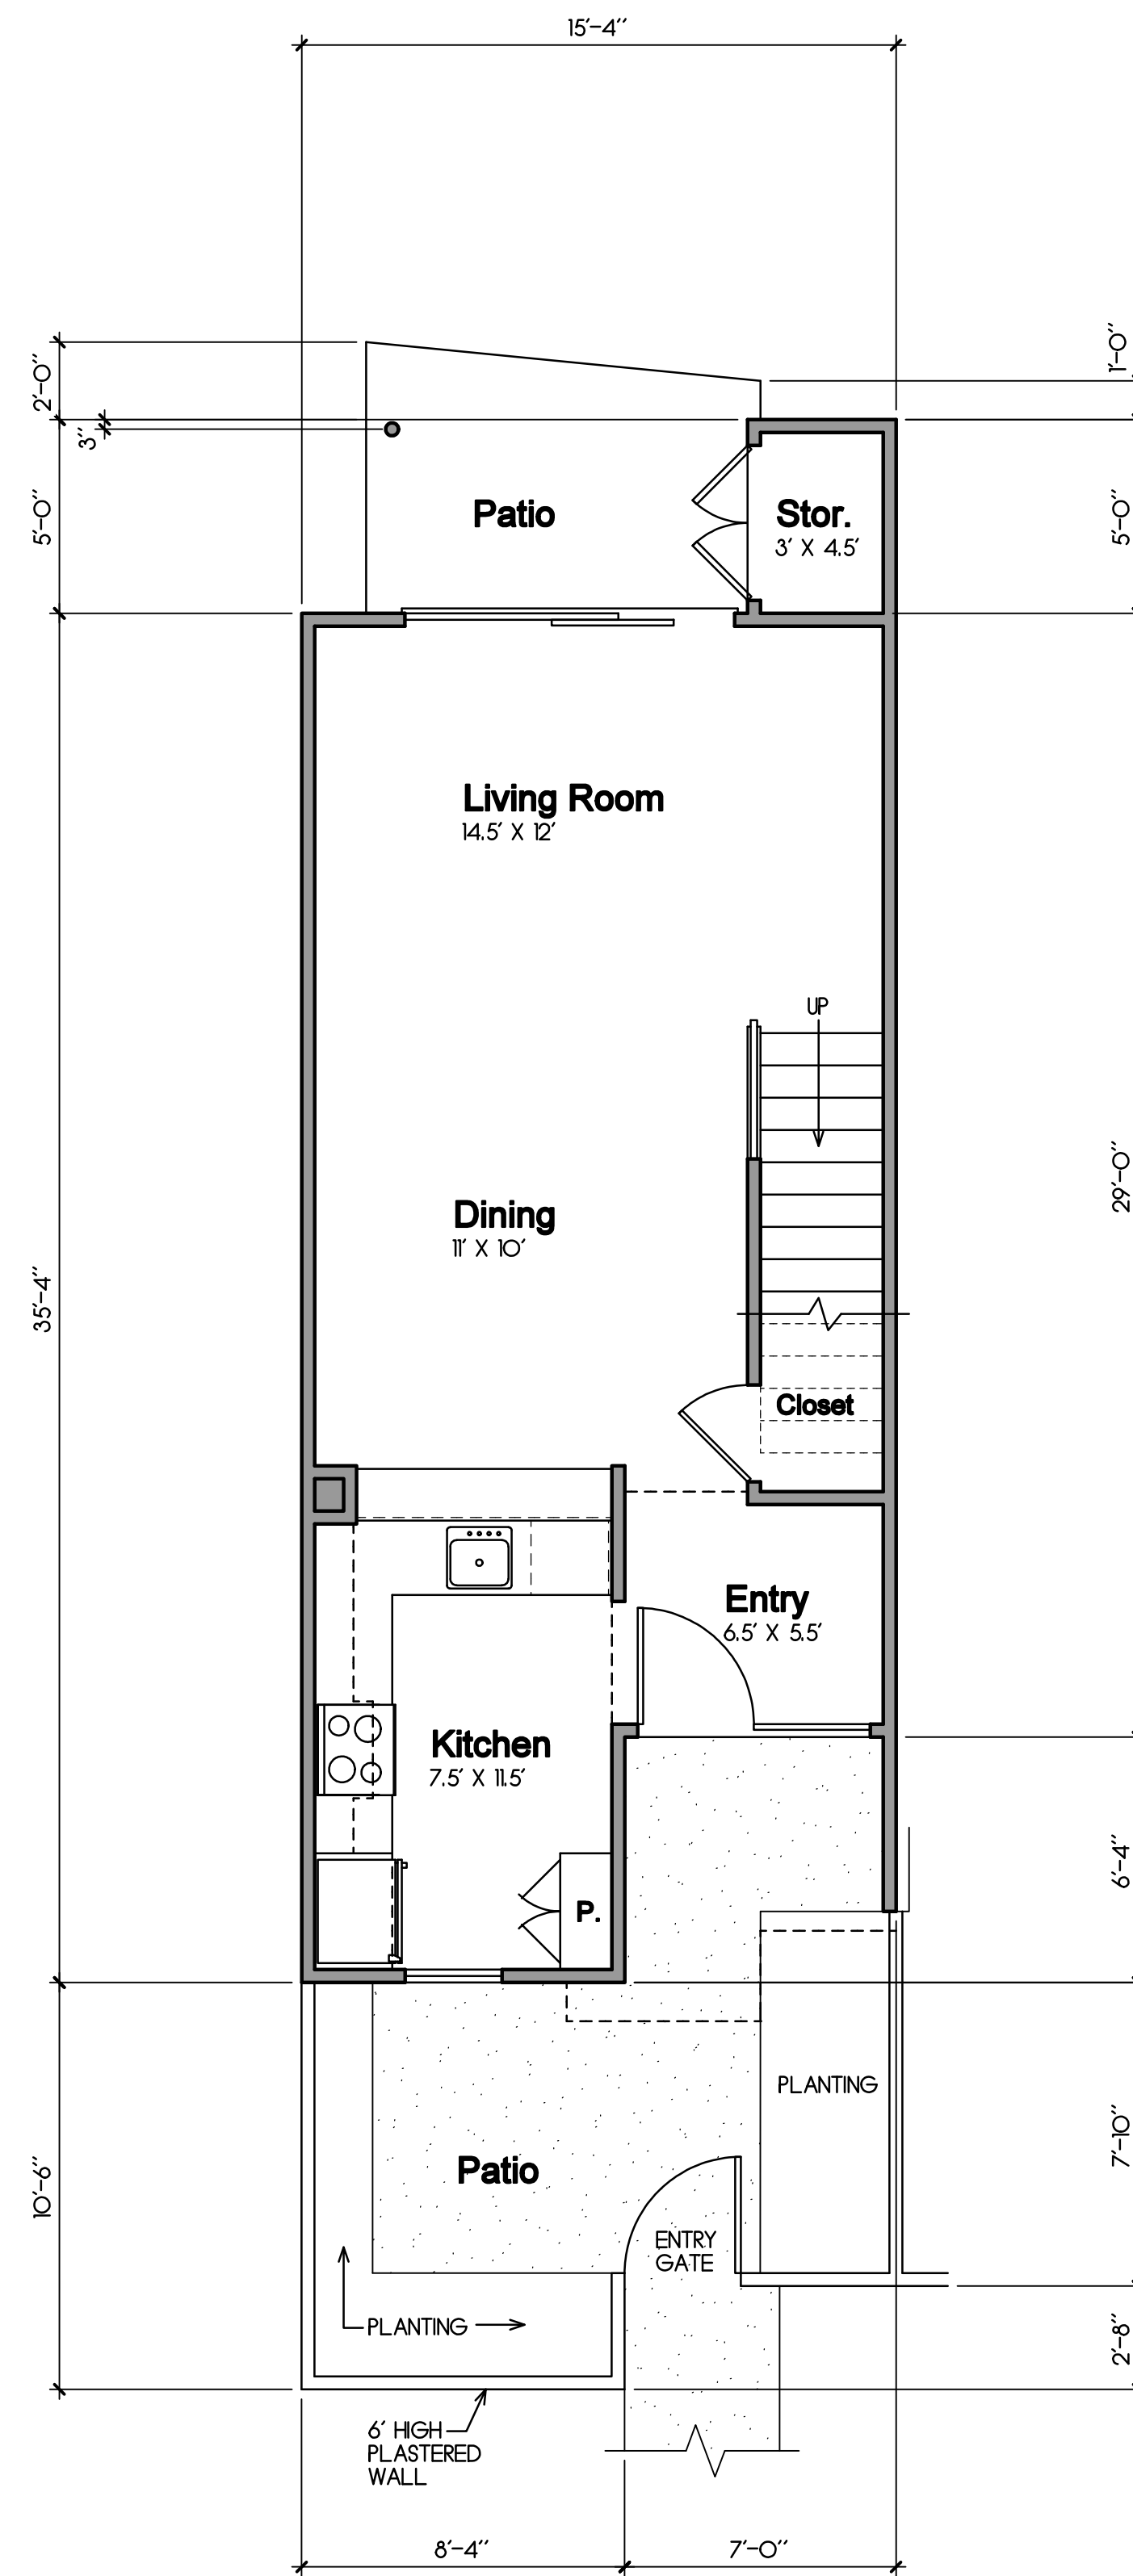 15'-4"
2'-0"
1'-0"
3"
5'-0"
Patio
Stor.
3' X 4.5'
5'-0"
Living Room
14.5' X 12'
UP
29'-0"
Dining
11' X 10'
35'-4"
Closet
Entry
6.5' X 5.5'
Kitchen
7.5' X 11.5'
6'-4"
P.
PLANTING
7'-10"
10'-6"
Patio
ENTRY
GATE
PLANTING
2'-8"
6' HIGH
PLASTERED
WALL
8'-4"
7'-0"